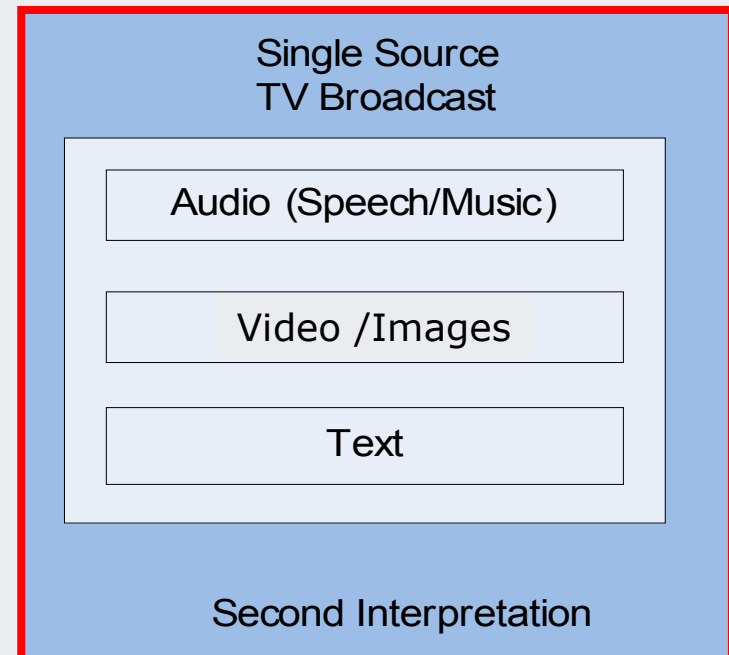 Single Source
TV Broadcast
Audio (Speech/Music)
Video /Images
Text
Second Interpretation